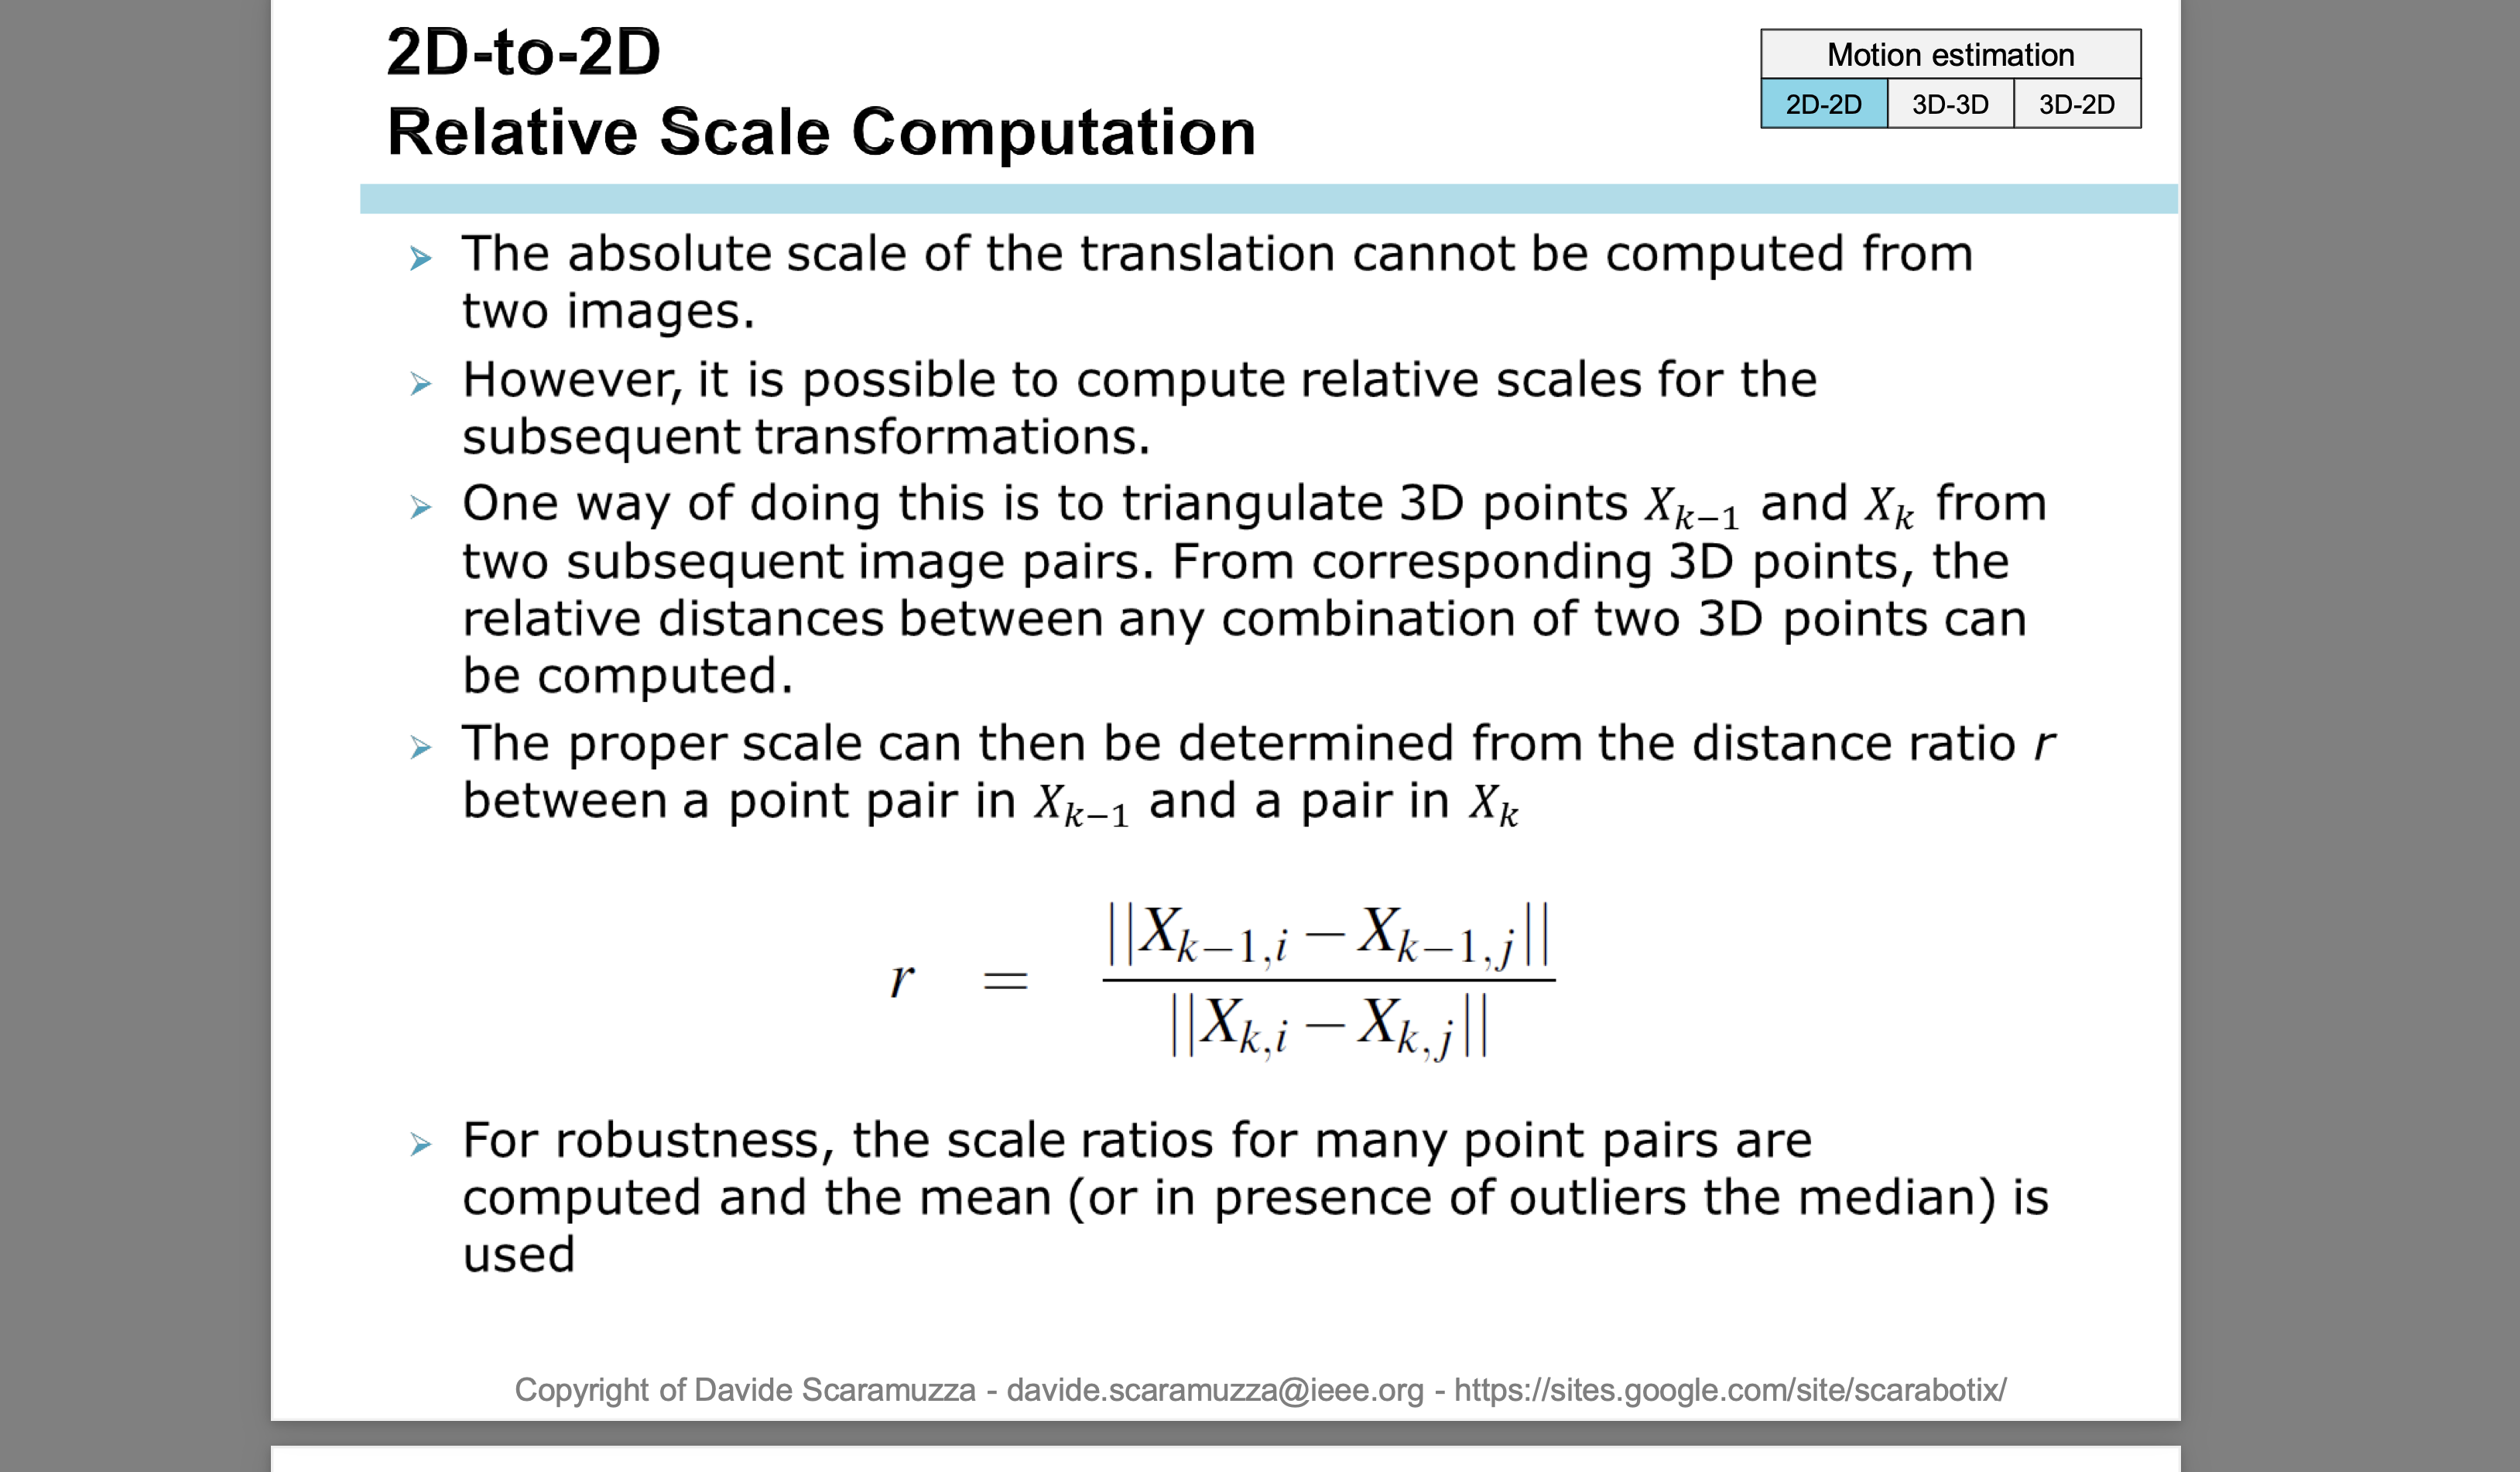 2D-to-2D
Relative Scale Computation
Motion estimation
2D-2D 3D-3D 3D-2D
➢ The absolute scale of the translation cannot be computed from
two images.
➢ However, it is possible to compute relative scales for the
subsequent transformations.
➢ One way of doing this is to triangulate 3D points X_{k−1} and X_k from
two subsequent image pairs. From corresponding 3D points, the
relative distances between any combination of two 3D points can
be computed.
➢ The proper scale can then be determined from the distance ratio r
between a point pair in X_{k−1} and a pair in X_k
r = \frac{||X_{k−1,i} − X_{k−1,j}||}{||X_{k,i} − X_{k,j}||}
➢ For robustness, the scale ratios for many point pairs are
computed and the mean (or in presence of outliers the median) is
used
Copyright of Davide Scaramuzza - davide.scaramuzza@ieee.org - https://sites.google.com/site/scarabotix/